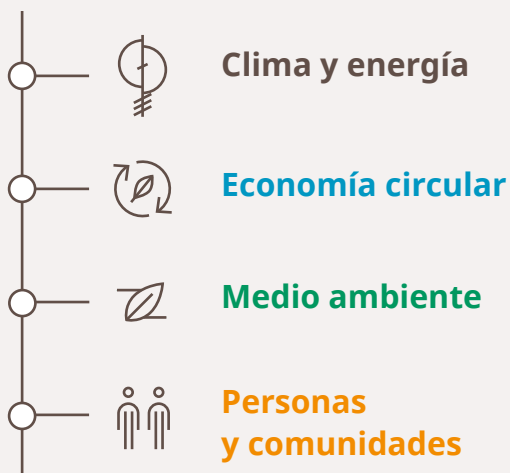 Clima y energía
Economía circular
Medio ambiente
Personas
y comunidades